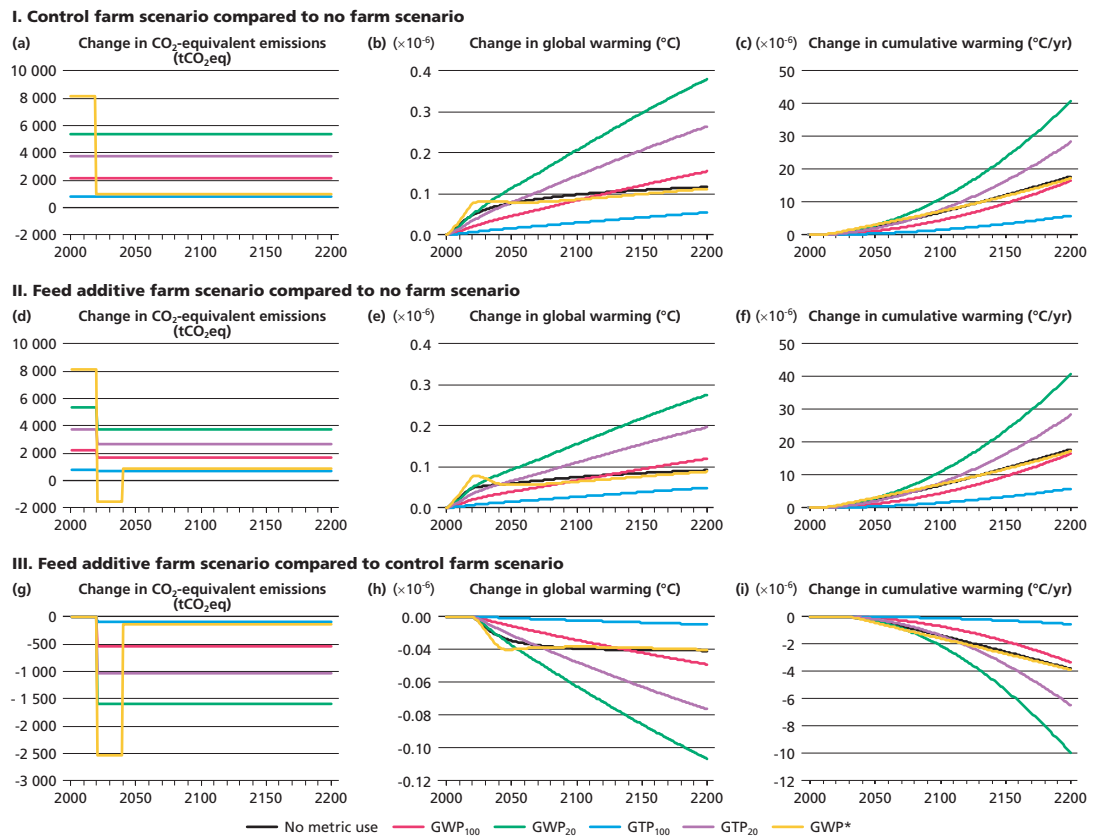 I. Control farm scenario compared to no farm scenario
(a) Change in CO₂-equivalent emissions (tCO₂eq)
10 000
8 000
6 000
4 000
2 000
0
-2 000
2000 2050 2100 2150 2200
(b) (×10⁻⁶) Change in global warming (°C)
0.4
0.3
0.2
0.1
0.0
2000 2050 2100 2150 2200
(c) (×10⁻⁶) Change in cumulative warming (°C/yr)
50
40
30
20
10
0
2000 2050 2100 2150 2200
II. Feed additive farm scenario compared to no farm scenario
(d) Change in CO₂-equivalent emissions (tCO₂eq)
10 000
8 000
6 000
4 000
2 000
0
-2 000
2000 2050 2100 2150 2200
(e) (×10⁻⁶) Change in global warming (°C)
0.4
0.3
0.2
0.1
0.0
2000 2050 2100 2150 2200
(f) (×10⁻⁶) Change in cumulative warming (°C/yr)
50
40
30
20
10
0
2000 2050 2100 2150 2200
III. Feed additive farm scenario compared to control farm scenario
(g) Change in CO₂-equivalent emissions (tCO₂eq)
0
-500
-1 000
- 1 500
-2 000
-2 500
-3 000
2000 2050 2100 2150 2200
(h) (×10⁻⁶) Change in global warming (°C)
0.00
-0.04
-0.06
-0.08
-0.10
-0.12
2000 2050 2100 2150 2200
(i) (×10⁻⁶) Change in cumulative warming (°C/yr)
0
-2
-4
-6
-8
-10
-12
2000 2050 2100 2150 2200
No metric use GWP₁₀₀ GWP₂₀ GTP₁₀₀ GTP₂₀ GWP*